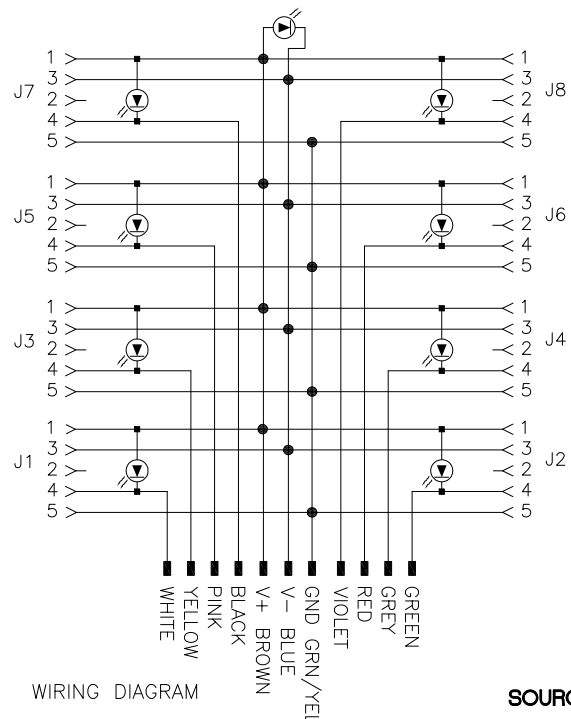 1 1
J7 3 3 J8
2 2
4 4
5 5
1 1
J5 3 3 J6
2 2
4 4
5 5
1 1
J3 3 3 J4
2 2
4 4
5 5
1 1
J1 3 3 J2
2 2
4 4
5 5
WHITE
YELLOW
PINK
BLACK
V+ BROWN
V- BLUE
GND GRN/YEL
VIOLET
RED
GREY
GREEN
WIRING DIAGRAM
SOURC